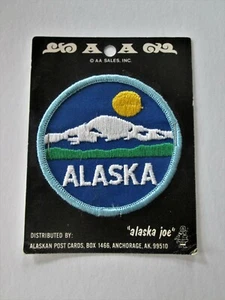 A A
© AA SALES, INC.
ALASKA
"alaska joe"
DISTRIBUTED BY:
ALASKAN POST CARDS, BOX 1466, ANCHORAGE, AK 99510